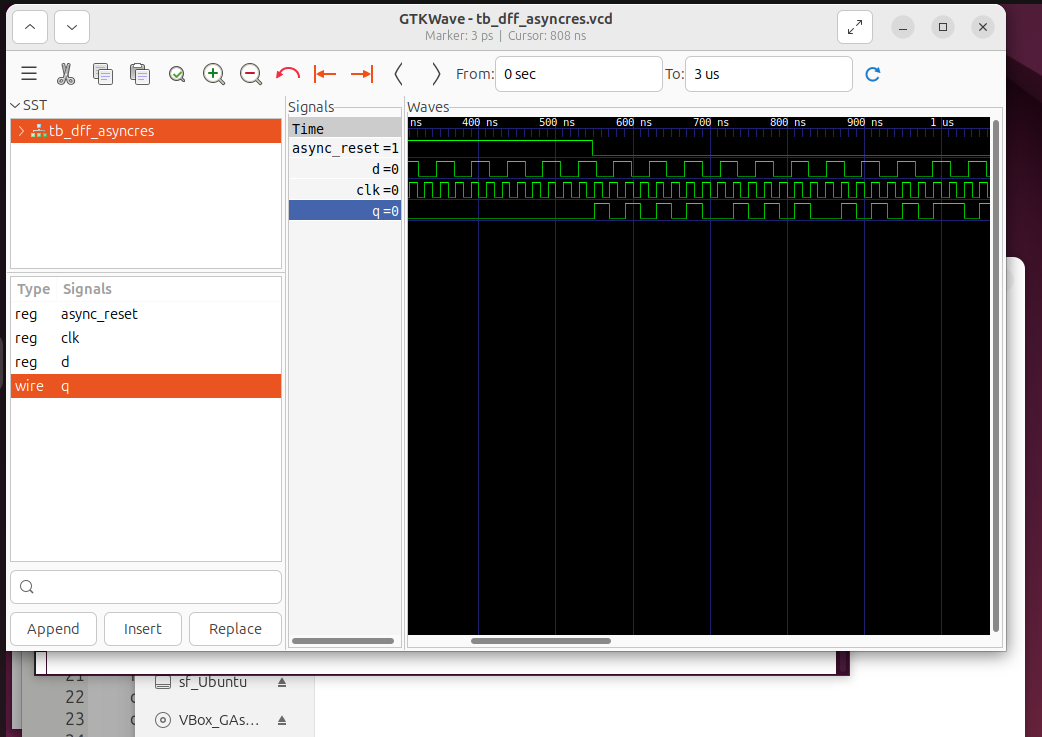 GTKWave - tb_dff_asyncres.vcd
Marker: 3 ps | Cursor: 808 ns
From: 0 sec To: 3 us
SST
tb_dff_asyncres
Type Signals
reg async_reset
reg clk
reg d
wire q
Append Insert Replace
Signals
Time
async_reset =1
d =0
clk =0
q =0
Waves
ns 400 ns 500 ns 600 ns 700 ns 800 ns 900 ns 1 us
21
22
23
sf_Ubuntu
VBox_GAs...